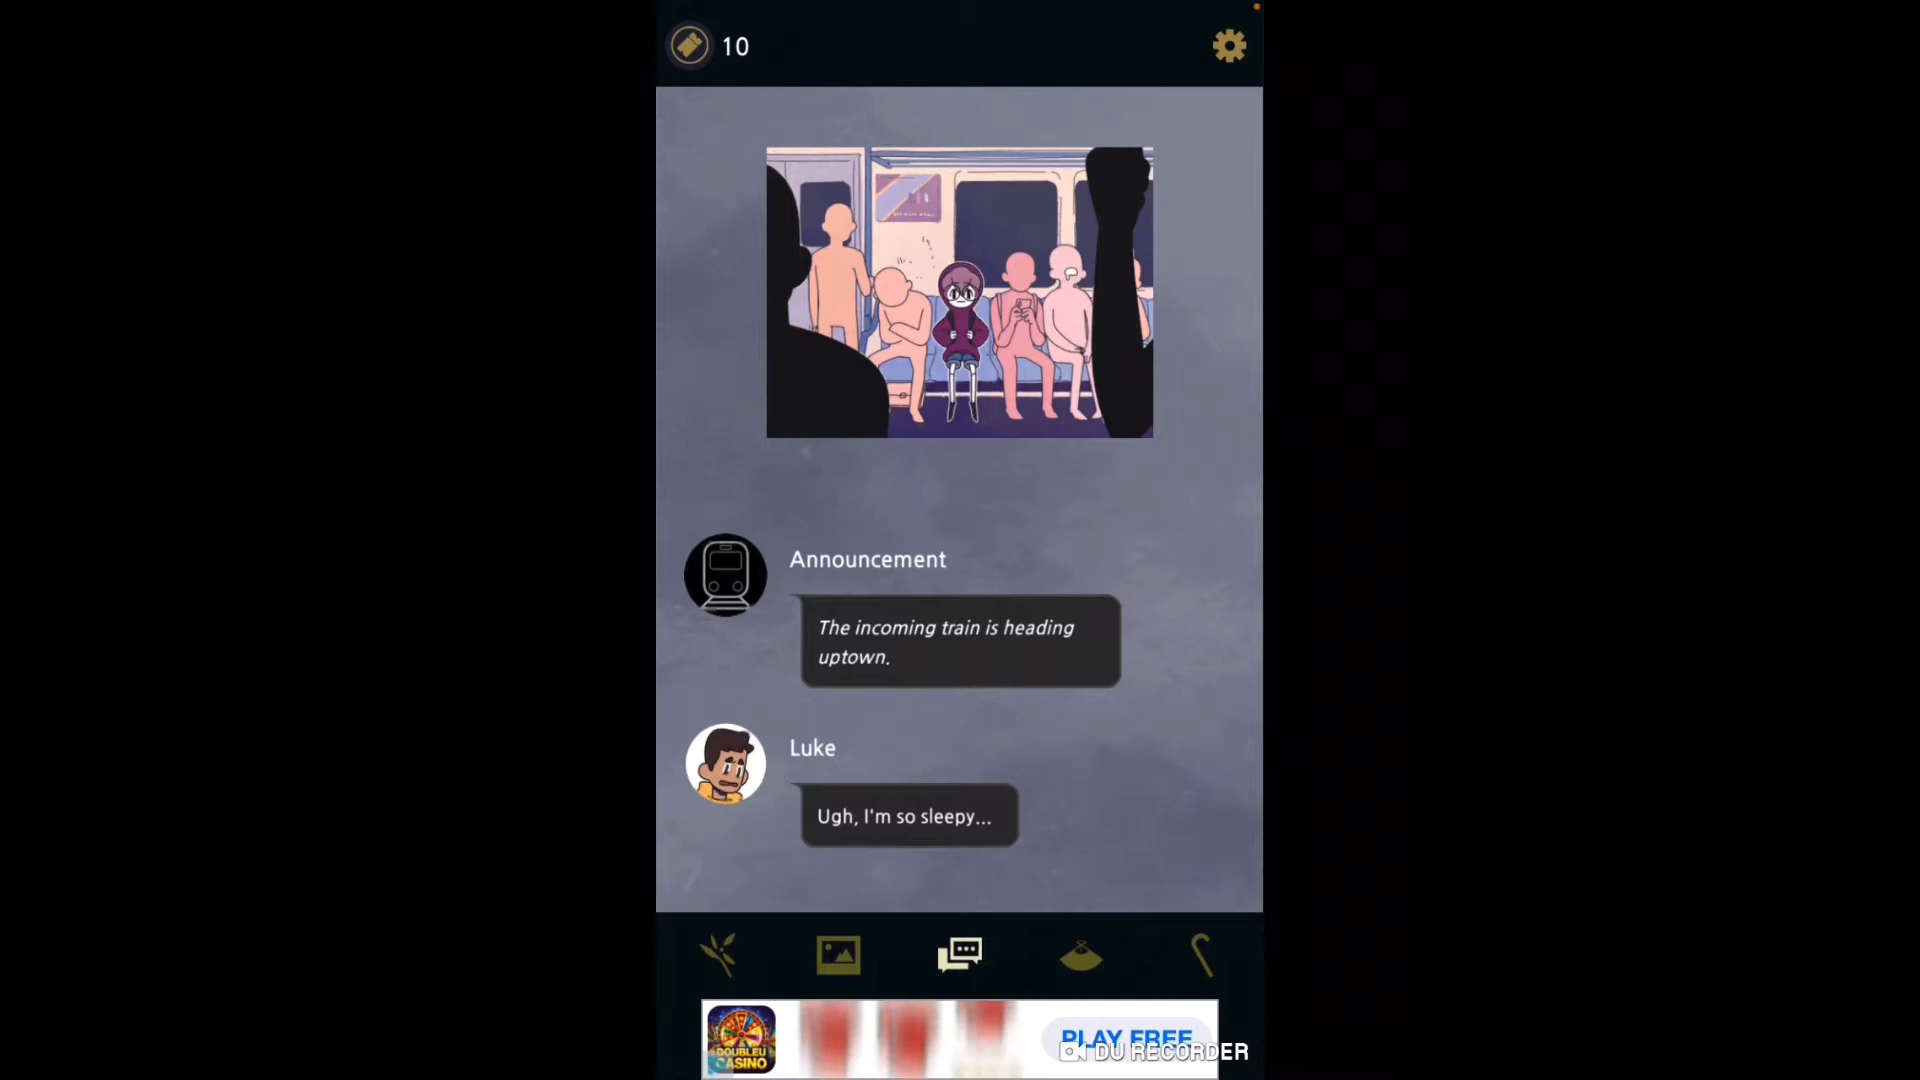 10
Announcement
The incoming train is heading
uptown.
Luke
Ugh, I'm so sleepy...
DOUBLEU
CASINO
PLAY FREE
DU RECORDER